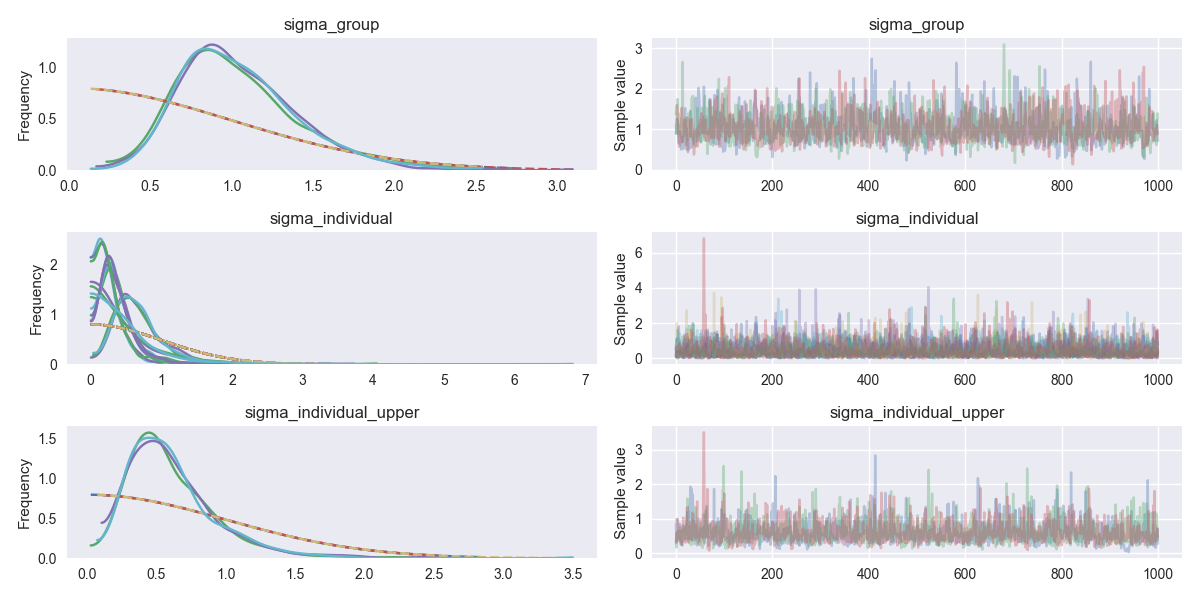 sigma_group
sigma_group
Frequency
1.0
0.5
0.0
0.0 0.5 1.0 1.5 2.0 2.5 3.0
Sample value
3
2
1
0
0 200 400 600 800 1000
sigma_individual
sigma_individual
Frequency
2
1
0
0 1 2 3 4 5 6 7
Sample value
6
4
2
0
0 200 400 600 800 1000
sigma_individual_upper
sigma_individual_upper
Frequency
1.5
1.0
0.5
0.0
0.0 0.5 1.0 1.5 2.0 2.5 3.0 3.5
Sample value
3
2
1
0
0 200 400 600 800 1000